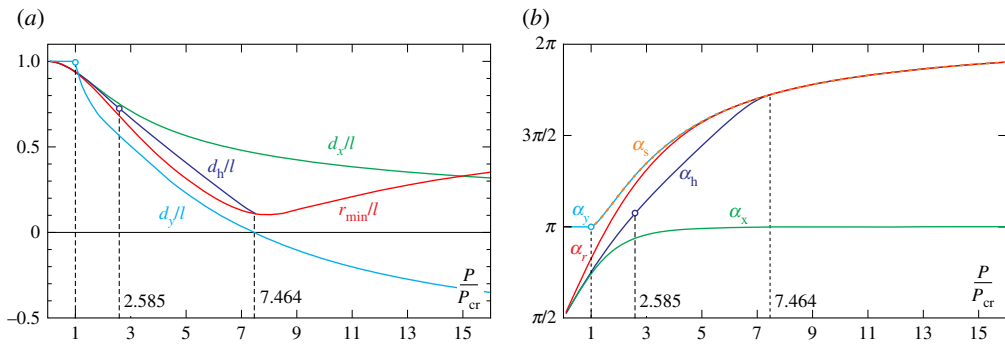 (a)
1.0
0.5
0
–0.5
d_x/l
d_h/l
d_y/l
r_min/l
P/P_cr
2.585
7.464
1 3 5 7 9 11 13 15
(b)
2π
3π/2
π
π/2
α_s
α_h
α_y
α_x
α_r
P/P_cr
2.585
7.464
1 3 5 7 9 11 13 15